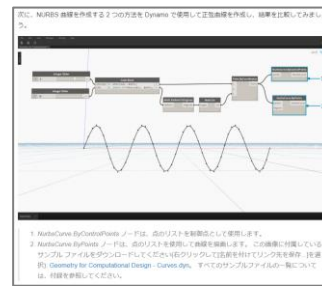 次に、NURBS 曲線を作成する 2 つの方法を Dynamo で使用して正弦曲線を作成し、結果を比較してみましょ
う。
1. NurbsCurve.ByControlPoints ノードは、点のリストを制御点として使用します。
2. NurbsCurve.ByPoints ノードは、点のリストを使用して曲線を描画します。 この画像に付属している
サンプル ファイルをダウンロードしてください(右クリックして[名前を付けてリンク先を保存...]を選
択): Geometry for Computational Design - Curves.dyn。 すべてのサンプルファイルの一覧について
は、付録を参照してください。